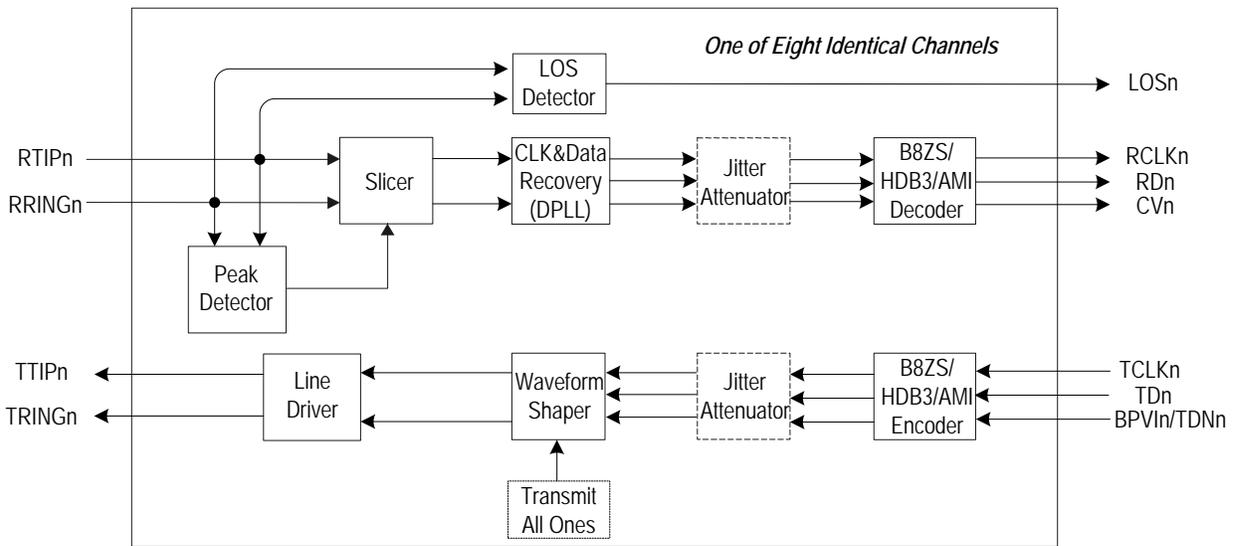 One of Eight Identical Channels
LOS
Detector
LOSn
RTIPn
RRINGn
Slicer
CLK&Data
Recovery
(DPLL)
Jitter
Attenuator
B8ZS/
HDB3/AMI
Decoder
RCLKn
RDn
CVn
Peak
Detector
TTIPn
TRINGn
Line
Driver
Waveform
Shaper
Jitter
Attenuator
B8ZS/
HDB3/AMI
Encoder
TCLKn
TDn
BPVIn/TDNn
Transmit
All Ones